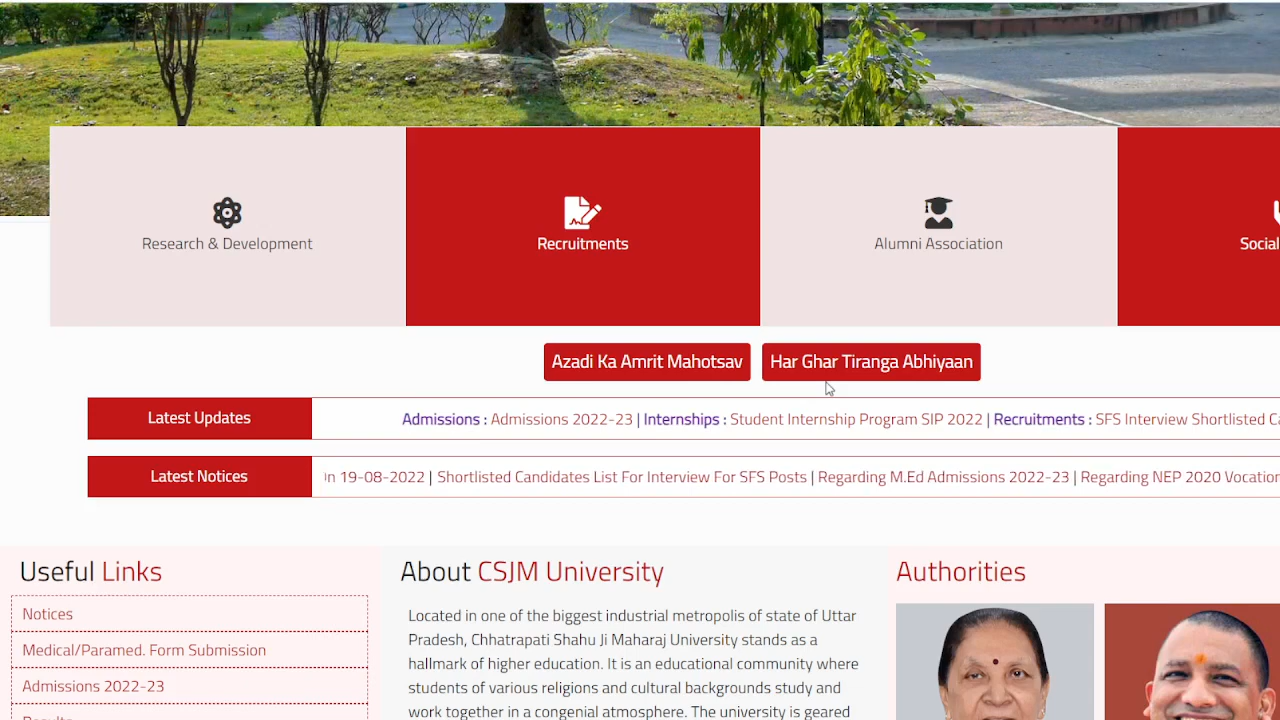 Research & Development
Recruitments
Alumni Association
Social
Azadi Ka Amrit Mahotsav
Har Ghar Tiranga Abhiyaan
Latest Updates
Admissions : Admissions 2022-23 | Internships : Student Internship Program SIP 2022 | Recruitments : SFS Interview Shortlisted
Latest Notices
19-08-2022 | Shortlisted Candidates List For Interview For SFS Posts | Regarding M.Ed Admissions 2022-23 | Regarding NEP 2020
Useful Links
Notices
Medical/Paramed. Form Submission
Admissions 2022-23
About CSJM University
Located in one of the biggest industrial metropolis of state of Uttar
Pradesh, Chhatrapati Shahu Ji Maharaj University stands as a
hallmark of higher education. It is an educational community where
students of various religions and cultural backgrounds study and
work together in a congenial atmosphere. The university is geared
Authorities